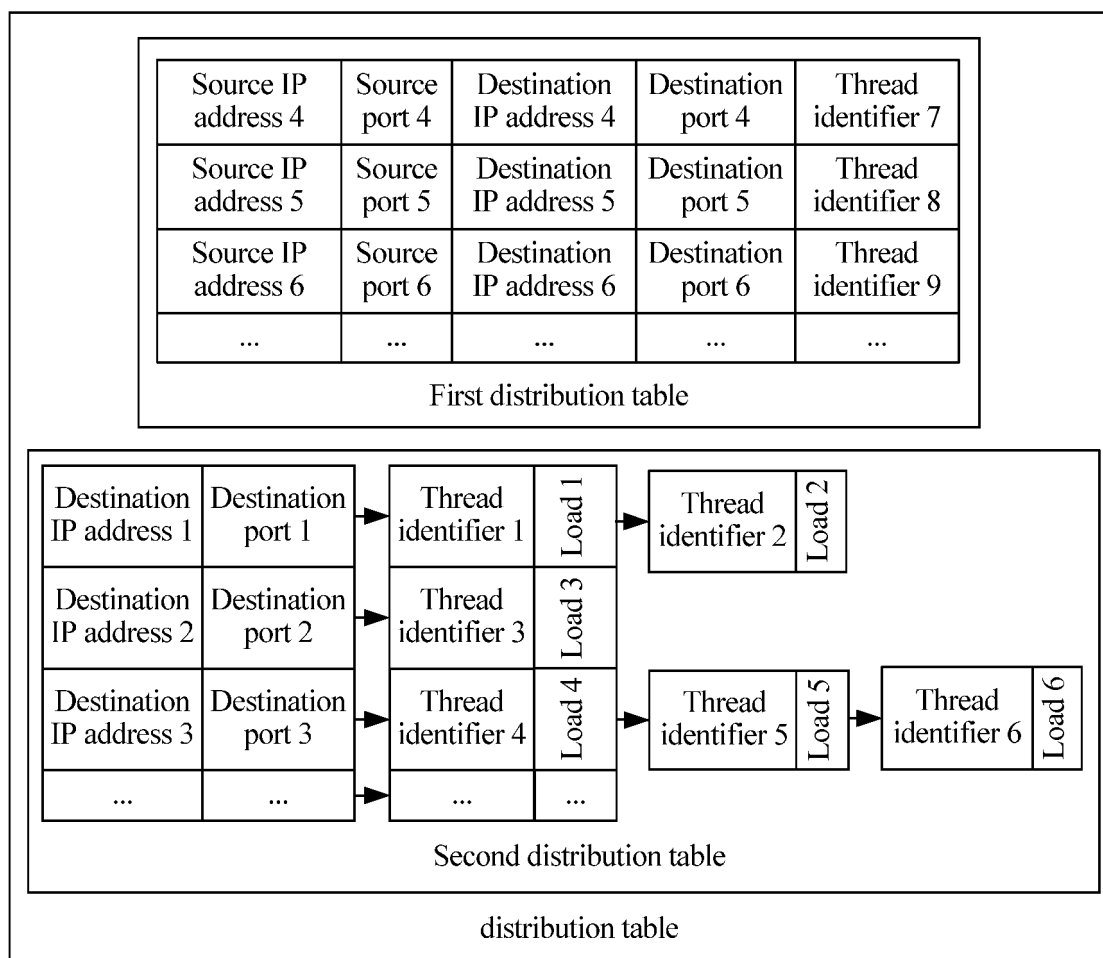 Source IP
address 4
Source
port 4
Destination
IP address 4
Destination
port 4
Thread
identifier 7
Source IP
address 5
Source
port 5
Destination
IP address 5
Destination
port 5
Thread
identifier 8
Source IP
address 6
Source
port 6
Destination
IP address 6
Destination
port 6
Thread
identifier 9
...
...
...
...
...
First distribution table
Destination
IP address 1
Destination
port 1
Thread
identifier 1
Load 1
Thread
identifier 2
Load 2
Destination
IP address 2
Destination
port 2
Thread
identifier 3
Load 3
Destination
IP address 3
Destination
port 3
Thread
identifier 4
Load 4
Thread
identifier 5
Load 5
Thread
identifier 6
Load 6
...
...
...
...
Second distribution table
distribution table